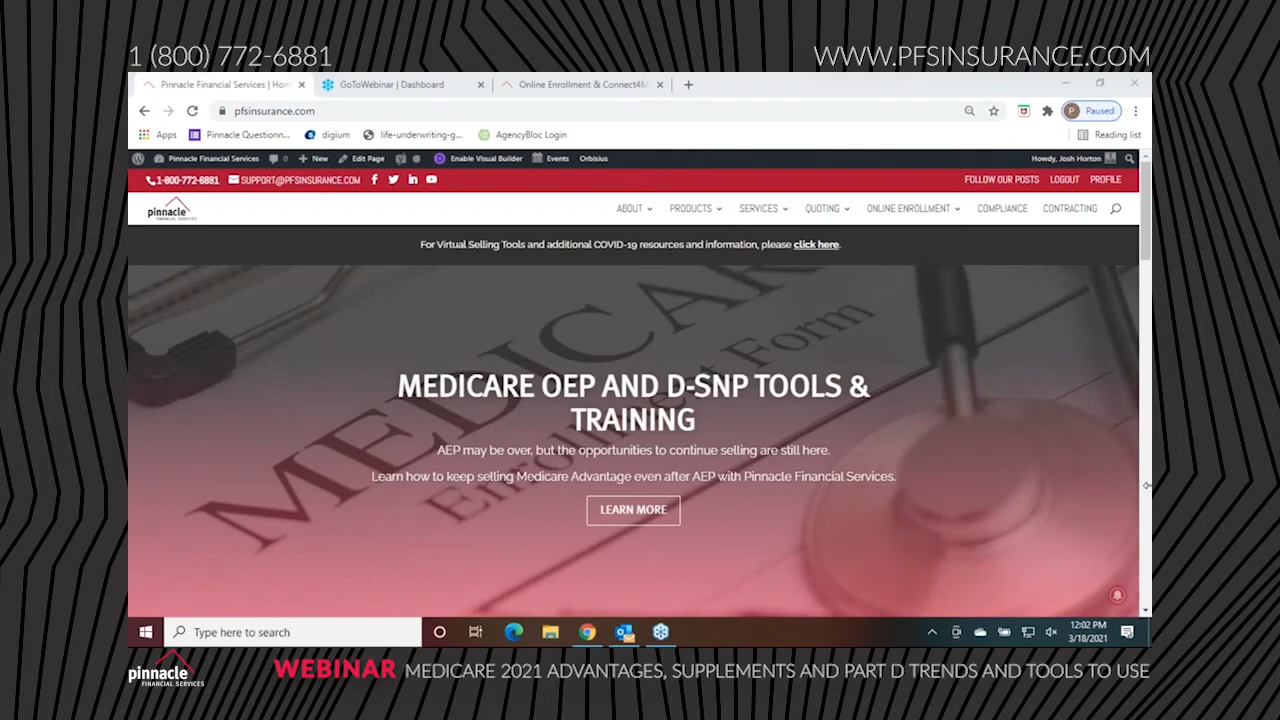 1 (800) 772-6881
WWW.PFSINSURANCE.COM
Pinnacle Financial Services | Hom
GoToWebinar | Dashboard
Online Enrollment & Connect4M
pfsinsurance.com
Paused
Apps
Pinnacle Questionn...
digium
life-underwriting-g...
AgencyBloc Login
Reading list
Pinnacle Financial Services
0
New
Edit Page
Enable Visual Builder
Events
Orbisius
Howdy, Josh Horton
1-800-772-6881
SUPPORT@PFSINSURANCE.COM
FOLLOW OUR POSTS
LOGOUT
PROFILE
pinnacle
FINANCIAL SERVICES
ABOUT
PRODUCTS
SERVICES
QUOTING
ONLINE ENROLLMENT
COMPLIANCE
CONTRACTING
For Virtual Selling Tools and additional COVID-19 resources and information, please click here.
MEDICAR
Enrollment Form
MEDICARE OEP AND D-SNP TOOLS &
TRAINING
AEP may be over, but the opportunities to continue selling are still here.
Learn how to keep selling Medicare Advantage even after AEP with Pinnacle Financial Services.
LEARN MORE
Type here to search
12:02 PM
3/18/2021
pinnacle
FINANCIAL SERVICES
WEBINAR MEDICARE 2021 ADVANTAGES, SUPPLEMENTS AND PART D TRENDS AND TOOLS TO USE